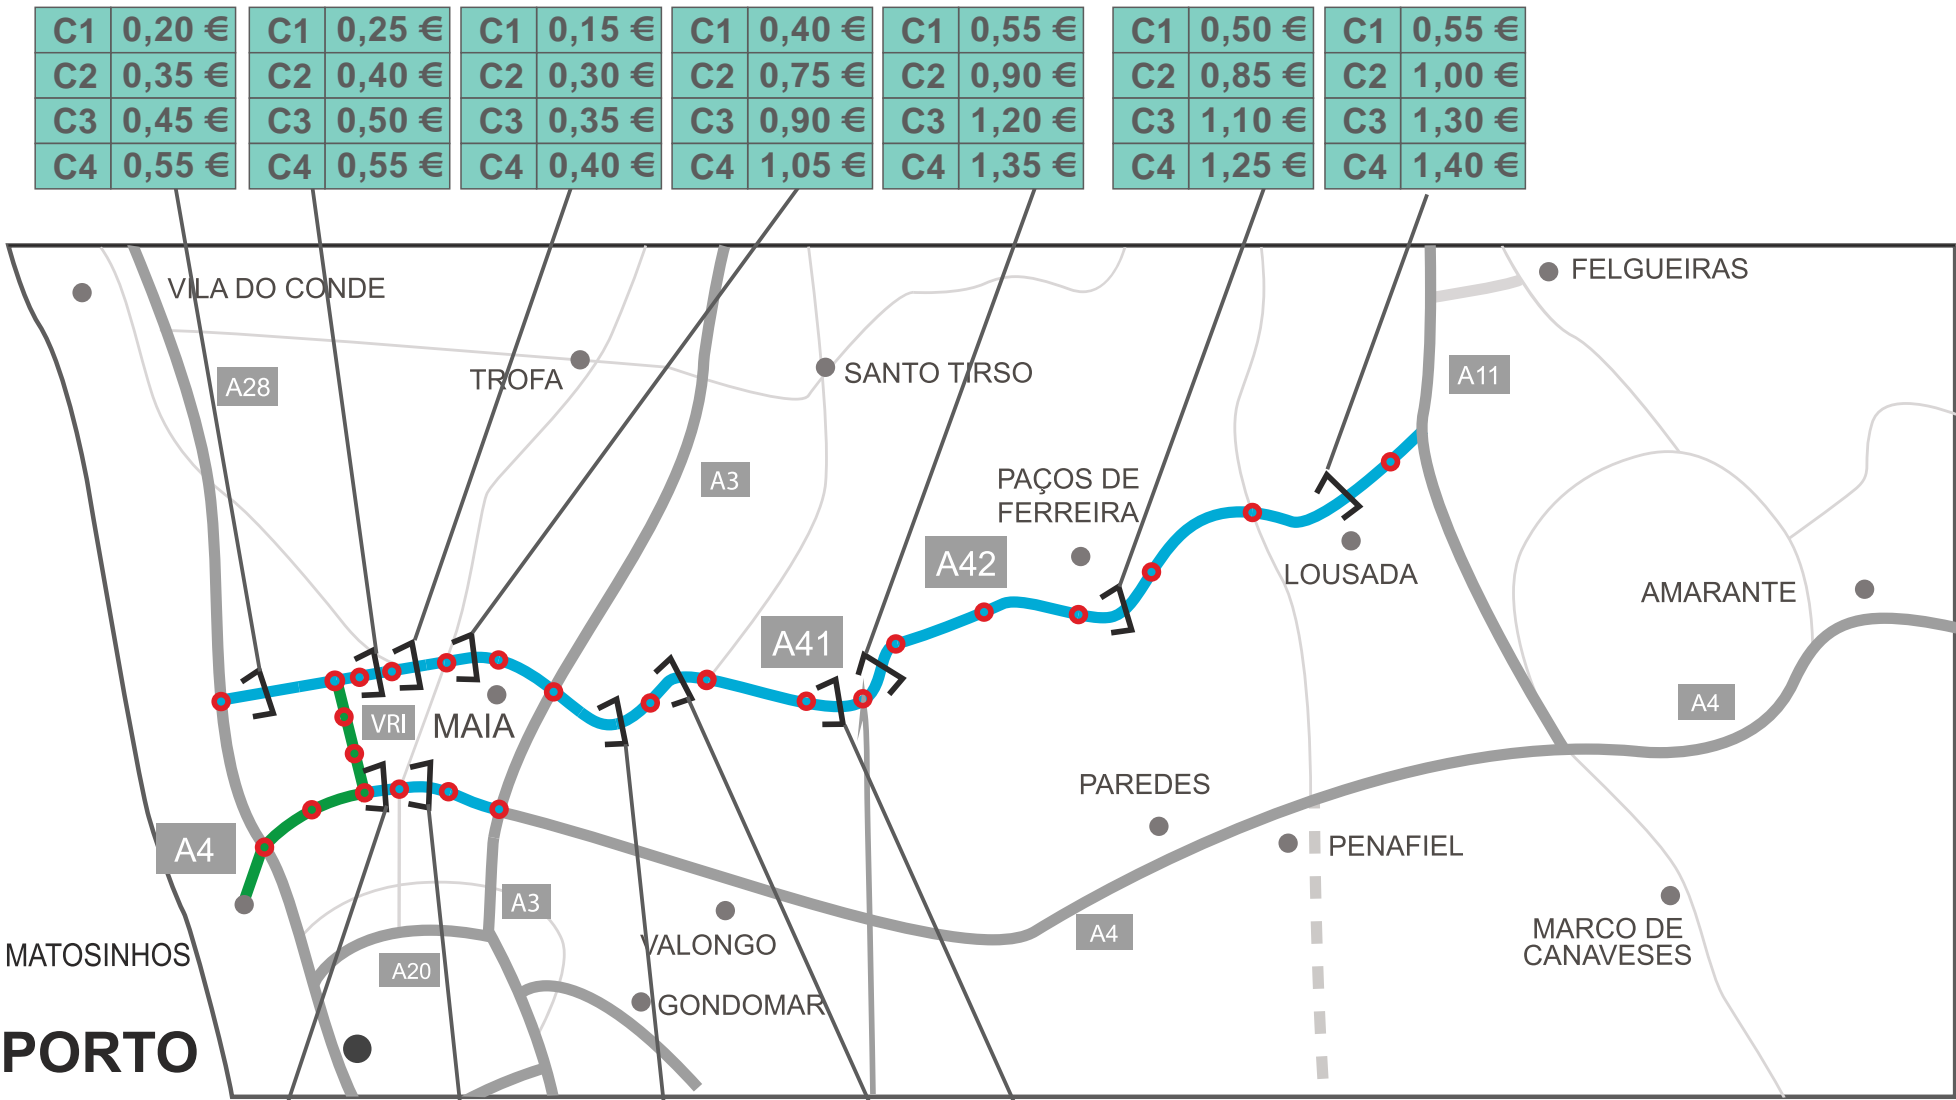 C1 0,20 € C1 0,25 € C1 0,15 € C1 0,40 € C1 0,55 € C1 0,50 € C1 0,55 €
C2 0,35 € C2 0,40 € C2 0,30 € C2 0,75 € C2 0,90 € C2 0,85 € C2 1,00 €
C3 0,45 € C3 0,50 € C3 0,35 € C3 0,90 € C3 1,20 € C3 1,10 € C3 1,30 €
C4 0,55 € C4 0,55 € C4 0,40 € C4 1,05 € C4 1,35 € C4 1,25 € C4 1,40 €
FELGUEIRAS
VILA DO CONDE
TROFA
SANTO TIRSO
A28
A11
A3
PAÇOS DE
FERREIRA
A42
LOUSADA
AMARANTE
A41
VRI
MAIA
A4
PAREDES
A4
PENAFIEL
A3
A4
VALONGO
MARCO DE
CANAVESES
MATOSINHOS
A20
GONDOMAR
PORTO